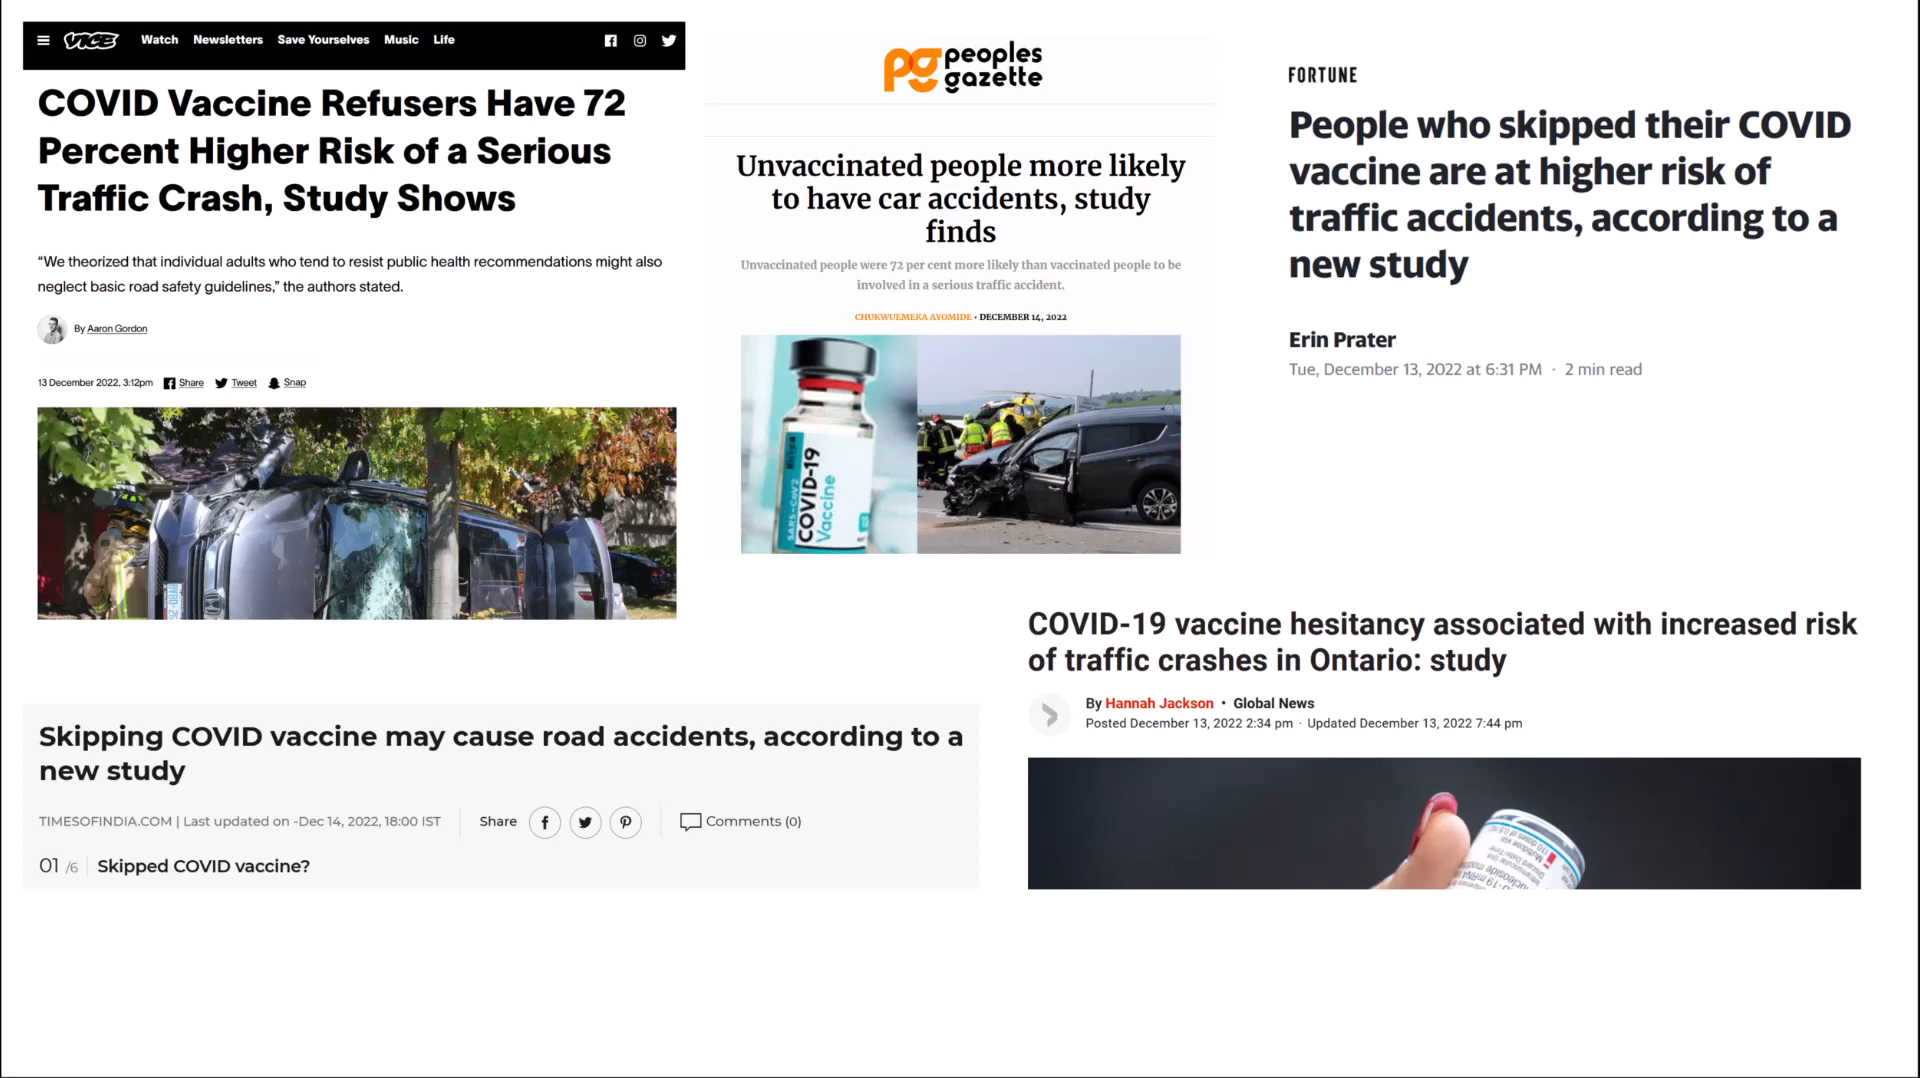 VICE Watch Newsletters Save Yourselves Music Life
COVID Vaccine Refusers Have 72
Percent Higher Risk of a Serious
Traffic Crash, Study Shows
“We theorized that individual adults who tend to resist public health recommendations might also
neglect basic road safety guidelines,” the authors stated.
By Aaron Gordon
13 December 2022, 3:12pm Share Tweet Snap
pg peoples
gazette
Unvaccinated people more likely
to have car accidents, study
finds
Unvaccinated people were 72 per cent more likely than vaccinated people to be
involved in a serious traffic accident.
CHUKWUEMEKA AYOMIDE • DECEMBER 14, 2022
SARS-CoV2
COVID-19
Vaccine
FORTUNE
People who skipped their COVID
vaccine are at higher risk of
traffic accidents, according to a
new study
Erin Prater
Tue, December 13, 2022 at 6:31 PM · 2 min read
Skipping COVID vaccine may cause road accidents, according to a
new study
TIMESOFINDIA.COM | Last updated on -Dec 14, 2022, 18:00 IST Share Comments (0)
01 /6 Skipped COVID vaccine?
COVID-19 vaccine hesitancy associated with increased risk
of traffic crashes in Ontario: study
By Hannah Jackson • Global News
Posted December 13, 2022 2:34 pm · Updated December 13, 2022 7:44 pm